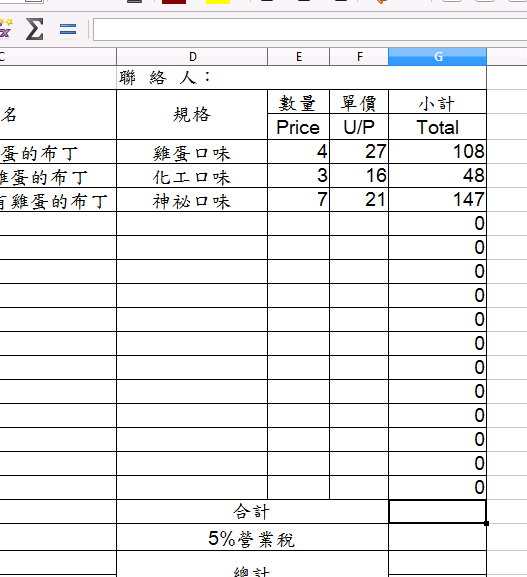 C D E F G
聯 絡 人：
名 規格 數量 單價 小計
Price U/P Total
蛋的布丁 雞蛋口味 4 27 108
雞蛋的布丁 化工口味 3 16 48
有雞蛋的布丁 神祕口味 7 21 147
0
0
0
0
0
0
0
0
0
0
0
0
合計
5%營業稅
總計